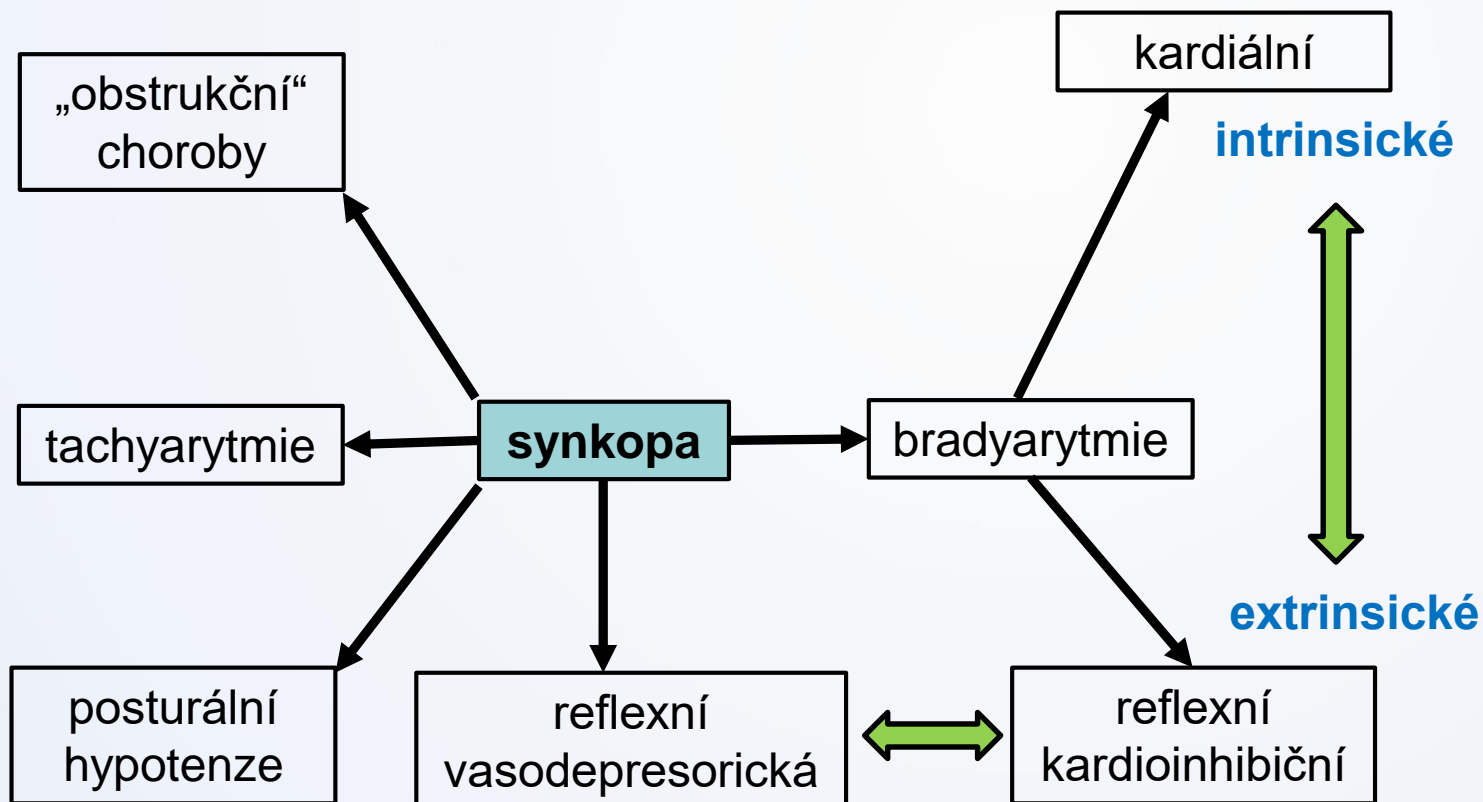 kardiální
„obstrukční“
choroby
intrinsické
tachyarytmie
synkopa
bradyarytmie
extrinsické
posturální
hypotenze
reflexní
vasodepresorická
reflexní
kardioinhibiční